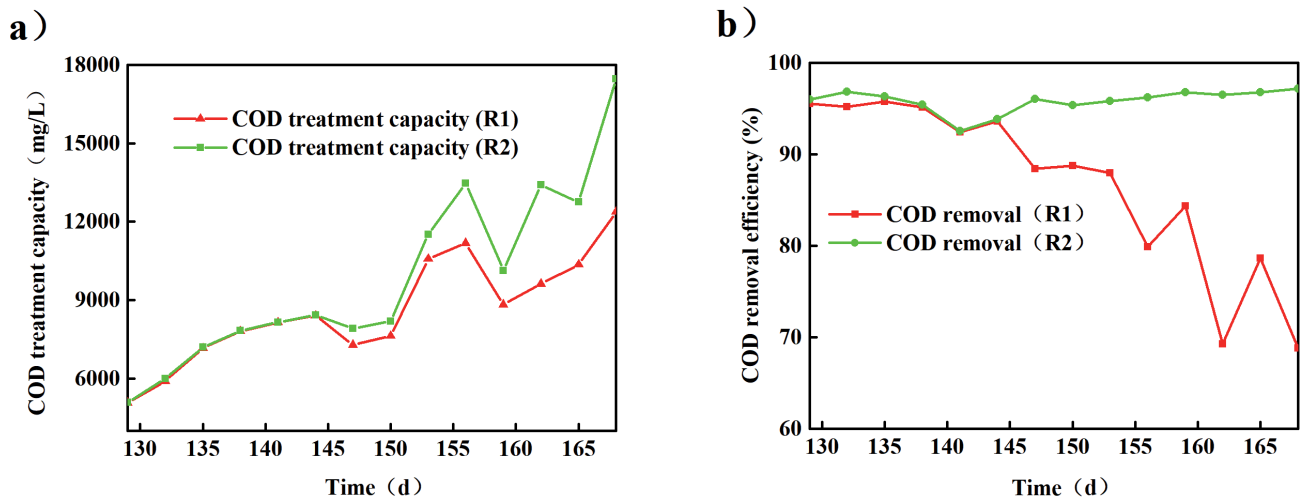 a）
18000
15000
12000
9000
6000
COD treatment capacity（mg/L）
COD treatment capacity (R1)
COD treatment capacity (R2)
130 135 140 145 150 155 160 165
Time（d）
b）
100
90
80
70
60
COD removal efficiency (%)
COD removal（R1）
COD removal（R2）
130 135 140 145 150 155 160 165
Time（d）